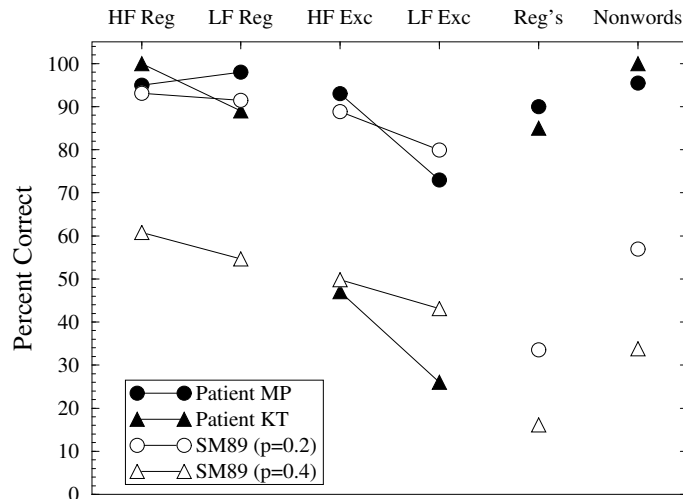 HF Reg LF Reg HF Exc LF Exc Reg's Nonwords
100
90
80
70
60
50
40
30
20
10
0
Percent Correct
Patient MP
Patient KT
SM89 (p=0.2)
SM89 (p=0.4)